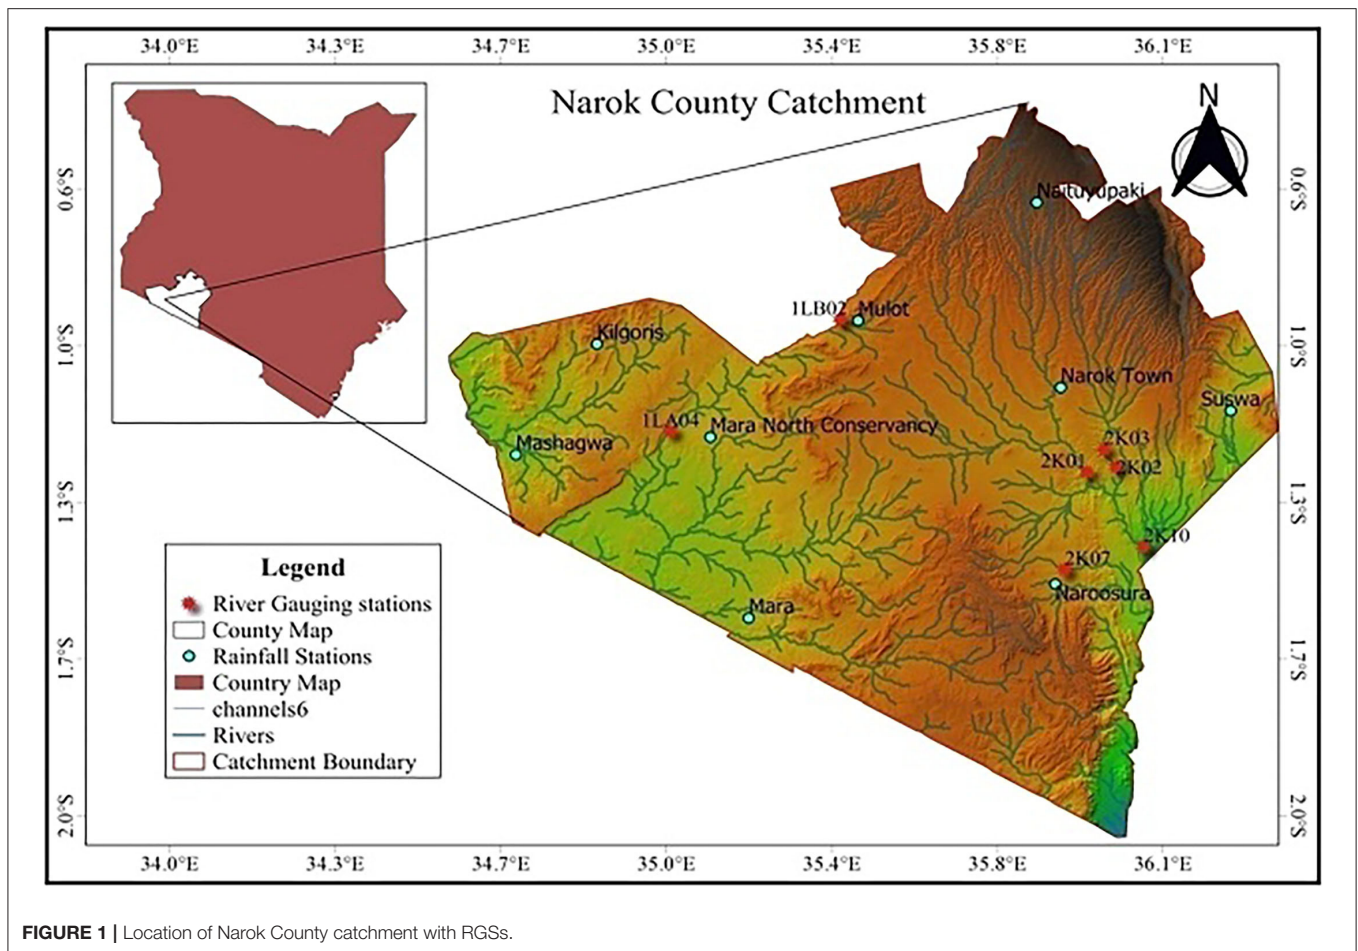 34.0°E 34.3°E 34.7°E 35.0°E 35.4°E 35.8°E 36.1°E
Narok County Catchment
N
0.6°S 0.6°S
Naituyupaki
1LB02 Mulot
1.0°S 1.0°S
Kilgoris
Narok Town
Suswa
1LA04 Mara North Conservancy
2K03
Mashagwa
2K01 2K02
1.3°S 1.3°S
2K10
2K07
Naroosura
Mara
1.7°S 1.7°S
Legend
River Gauging stations
County Map
Rainfall Stations
Country Map
channels6
Rivers
Catchment Boundary
2.0°S 2.0°S
34.0°E 34.3°E 34.7°E 35.0°E 35.4°E 35.8°E 36.1°E
FIGURE 1 | Location of Narok County catchment with RGSs.